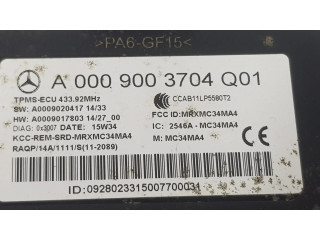 >PA6-GF15<
A 000 900 3704 Q01
TPMS-ECU 433.92MHz
SW: A0009020417 14/33
HW: A0009017803 14/27_00
DIAG: 0x3007 DATE: 15W34
KCC-REM-SRD-MRXMC34MA4
RAQP/14A/1111/S(11-2089)
CCAB11LP5580T2
FCC ID:MRXMC34MA4
IC: 2546A-MC34MA4
M: MC34MA4
ID:0928023315007700031